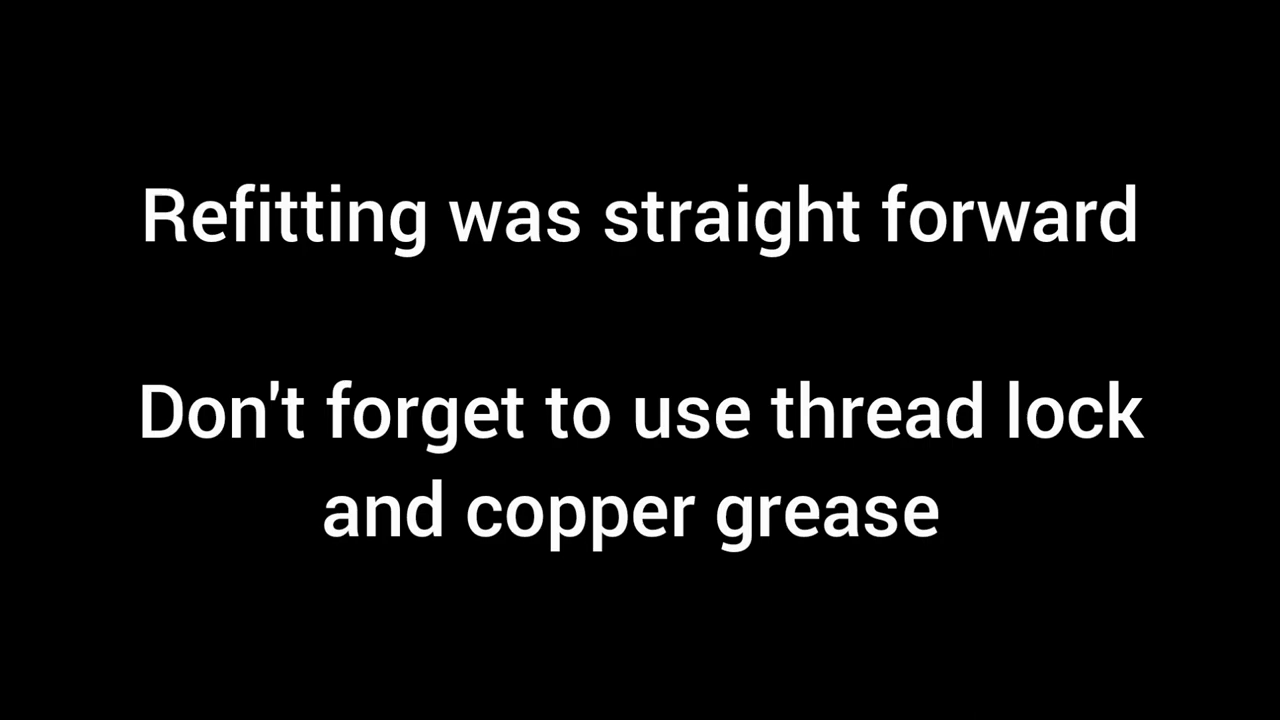 Refitting was straight forward
Don't forget to use thread lock
and copper grease